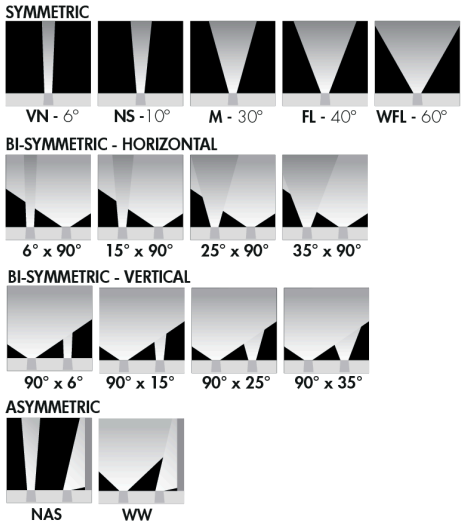 SYMMETRIC
VN - 6° NS -10° M - 30° FL - 40° WFL - 60°
BI-SYMMETRIC - HORIZONTAL
6° x 90° 15° x 90° 25° x 90° 35° x 90°
BI-SYMMETRIC - VERTICAL
90° x 6° 90° x 15° 90° x 25° 90° x 35°
ASYMMETRIC
NAS WW